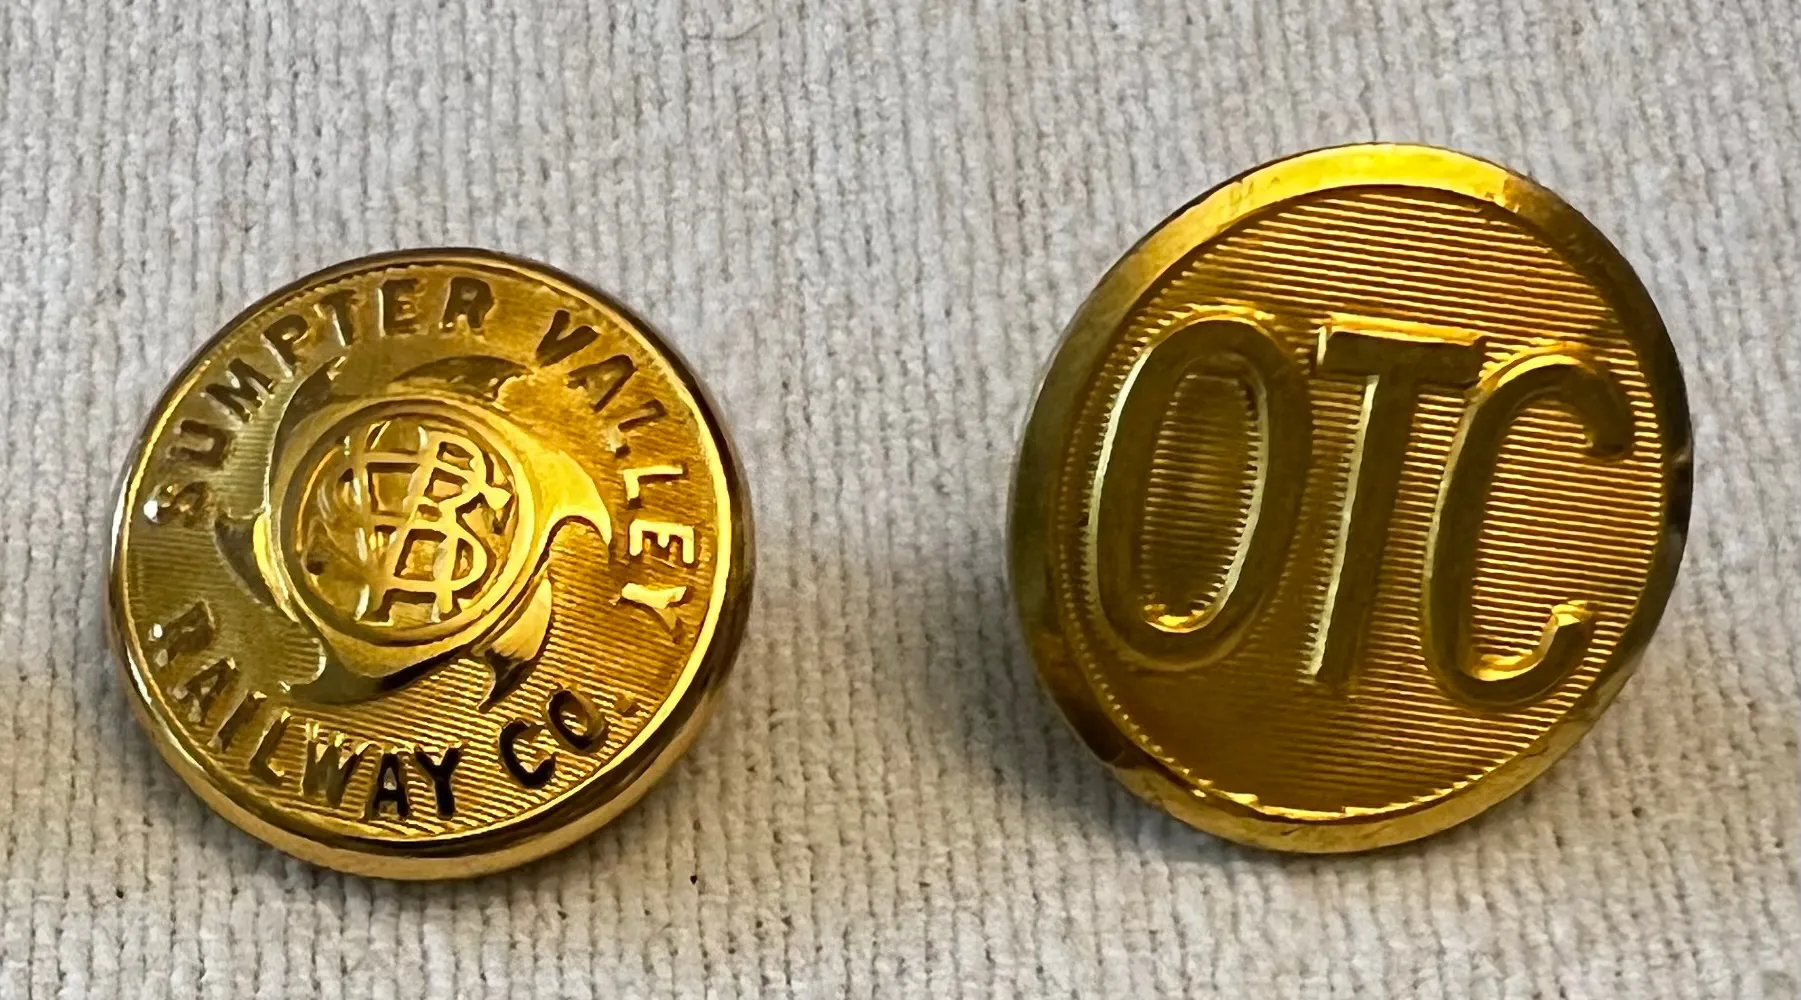 SUMPTER VALLEY
RAILWAY CO.
OTC